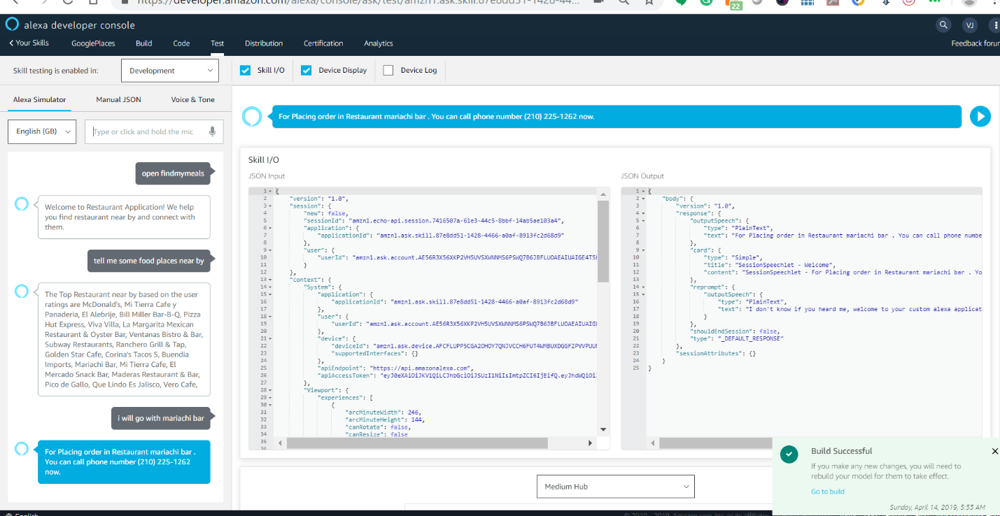 https://developer.amazon.com/alexa/console/ask/test/amzn1.ask.skill.87e8dd51-1428-44...
22
alexa developer console
VJ
Your Skills
GooglePlaces
Build
Code
Test
Distribution
Certification
Analytics
Feedback forum
Skill testing is enabled in:
Development
Skill I/O
Device Display
Device Log
Alexa Simulator
Manual JSON
Voice & Tone
English (GB)
Type or click and hold the mic
open findmymeals
Welcome to Restaurant Application! We help
you find restaurant near by and connect with
them.
tell me some food places near by
The Top Restaurant near by based on the user
ratings are McDonald's, Mi Tierra Cafe y
Panaderia, El Alebrije, Bill Miller Bar-B-Q, Pizza
Hut Express, Viva Villa, La Margarita Mexican
Restaurant & Oyster Bar, Ventanas Bistro & Bar,
Subway Restaurants, Ranchero Grill & Tap,
Golden Star Cafe, Corina's Tacos S, Buendia
Imports, Mariachi Bar, Mi Tierra Cafe, El
Mercado Snack Bar, Maderas Restaurant & Bar,
Pico de Gallo, Que Lindo Es Jalisco, Vero Cafe,
i will go with mariachi bar
For Placing order in Restaurant mariachi bar .
You can call phone number (210) 225-1262
now.
English
For Placing order in Restaurant mariachi bar . You can call phone number (210) 225-1262 now.
Skill I/O
JSON Input
1 {
2 "version": "1.0",
3 "session": {
4 "new": false,
5 "sessionId": "amzn1.echo-api.session.7416507a-61e3-44c5-8bbf-14ab5ae103a4",
6 "application": {
7 "applicationId": "amzn1.ask.skill.87e8dd51-1428-4466-a0af-8913fc2d68d9"
8 },
9 "user": {
10 "userId": "amzn1.ask.account.AE56R3X56XKP2VH5UVSXWNNMS6PSWQ7B6JBFLUOAEAIUAIGE4T5
11 }
12 },
13 "context": {
14 "System": {
15 "application": {
16 "applicationId": "amzn1.ask.skill.87e8dd51-1428-4466-a0af-8913fc2d68d9"
17 },
18 "user": {
19 "userId": "amzn1.ask.account.AE56R3X56XKP2VH5UVSXWNNMS6PSWQ7B6JBFLUOAEAIUAIG
20 },
21 "device": {
22 "deviceId": "amzn1.ask.device.AFCFLUPP5CGA2OHOY7QNJVCCH6FUT4WMBUXDGGFZPVVPUU
23 "supportedInterfaces": {}
24 },
25 "apiEndpoint": "https://api.amazonalexa.com",
26 "apiAccessToken": "eyJ0eXAiOiJKV1QiLCJhbGciOiJSUzI1NiIsImtpZCI6IjEifQ.eyJhdWQiOi
27 },
28 "Viewport": {
29 "experiences": [
30 {
31 "arcMinuteWidth": 246,
32 "arcMinuteHeight": 144,
33 "canRotate": false,
34 "canResize": false
35
36
JSON Output
1 {
2 "body": {
3 "version": "1.0",
4 "response": {
5 "outputSpeech": {
6 "type": "PlainText",
7 "text": "For Placing order in Restaurant mariachi bar . You can call phone numbe
8 },
9 "card": {
10 "type": "Simple",
11 "title": "SessionSpeechlet - Welcome",
12 "content": "SessionSpeechlet - For Placing order in Restaurant mariachi bar . Yo
13 },
14 "reprompt": {
15 "outputSpeech": {
16 "type": "PlainText",
17 "text": "I don't know if you heard me, welcome to your custom alexa applicat
18 }
19 },
20 "shouldEndSession": false,
21 "type": "_DEFAULT_RESPONSE"
22 },
23 "sessionAttributes": {}
24 }
25 }
Medium Hub
Build Successful
If you make any new changes, you will need to
rebuild your model for them to take effect.
Go to build
Sunday, April 14, 2019, 5:53 AM
© 2010 - 2019, Amazon.com, Inc. or its affiliates